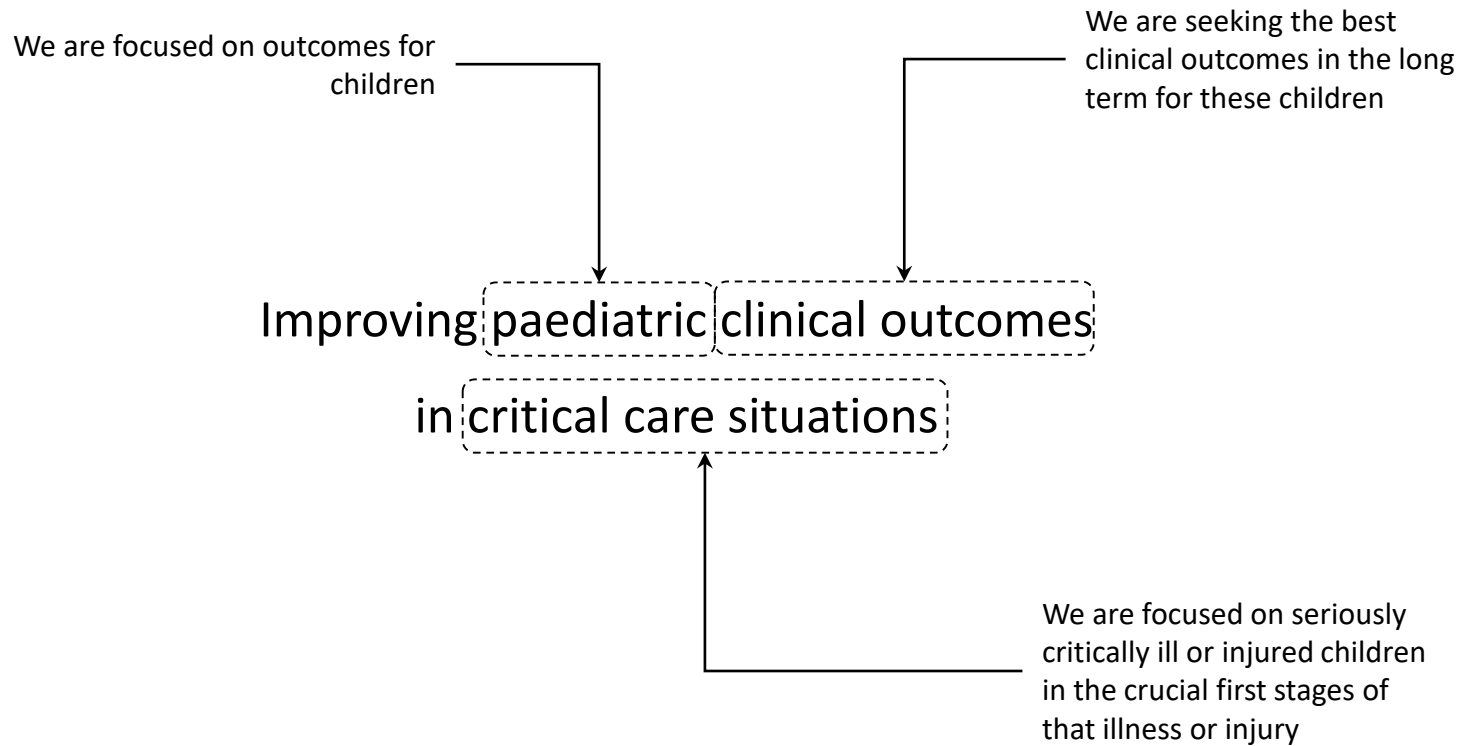 We are focused on outcomes for
children
We are seeking the best
clinical outcomes in the long
term for these children
Improving paediatric clinical outcomes
in critical care situations
We are focused on seriously
critically ill or injured children
in the crucial first stages of
that illness or injury